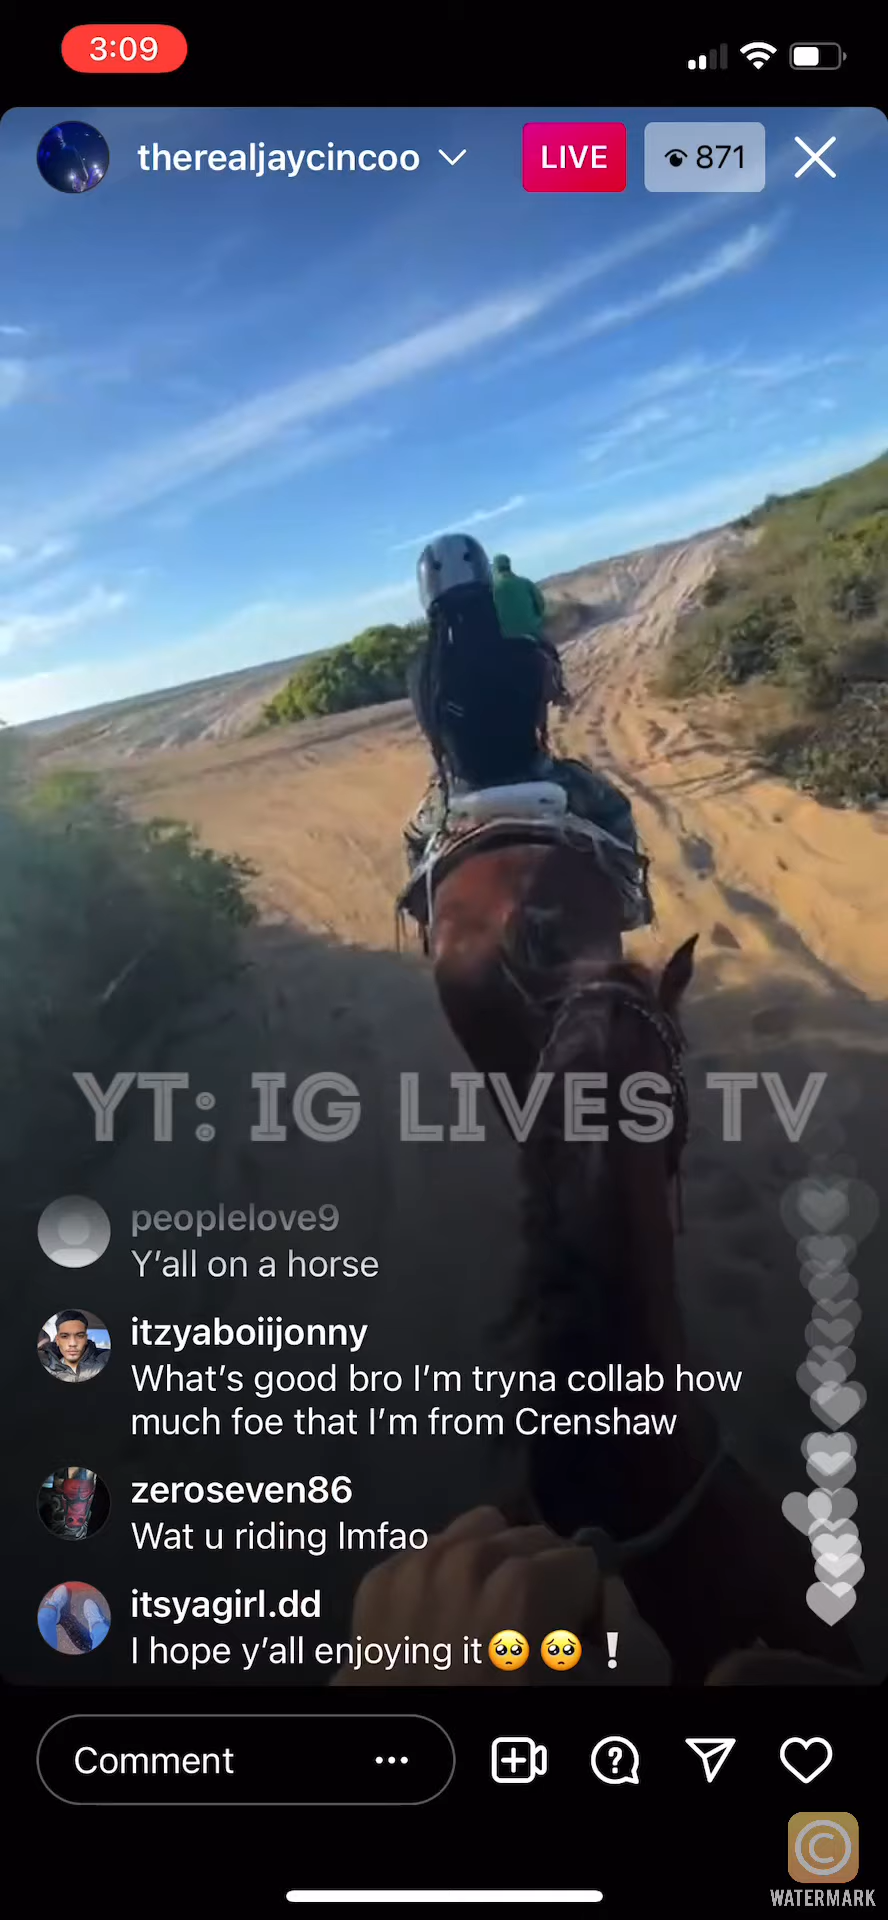 3:09
therealjaycincoo
LIVE
871
YT: IG LIVES TV
peoplelove9
Y'all on a horse
itzyaboiijonny
What's good bro I'm tryna collab how
much foe that I'm from Crenshaw
zeroseven86
Wat u riding lmfao
itsyagirl.dd
I hope y'all enjoying it🥺 🥺 ❕
Comment
WATERMARK